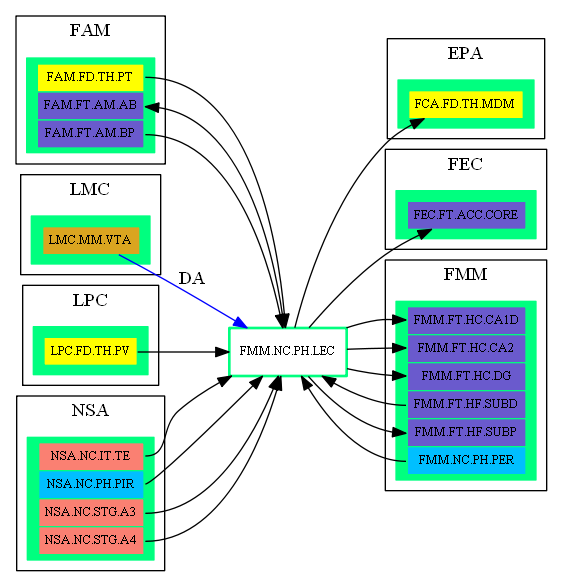 FAM
FAM.FD.TH.PT
FAM.FT.AM.AB
FAM.FT.AM.BP
LMC
LMC.MM.VTA
DA
LPC
LPC.FD.TH.PV
NSA
NSA.NC.IT.TE
NSA.NC.PH.PIR
NSA.NC.STG.A3
NSA.NC.STG.A4
FMM.NC.PH.LEC
EPA
FCA.FD.TH.MDM
FEC
FEC.FT.ACC.CORE
FMM
FMM.FT.HC.CA1D
FMM.FT.HC.CA2
FMM.FT.HC.DG
FMM.FT.HF.SUBD
FMM.FT.HF.SUBP
FMM.NC.PH.PER